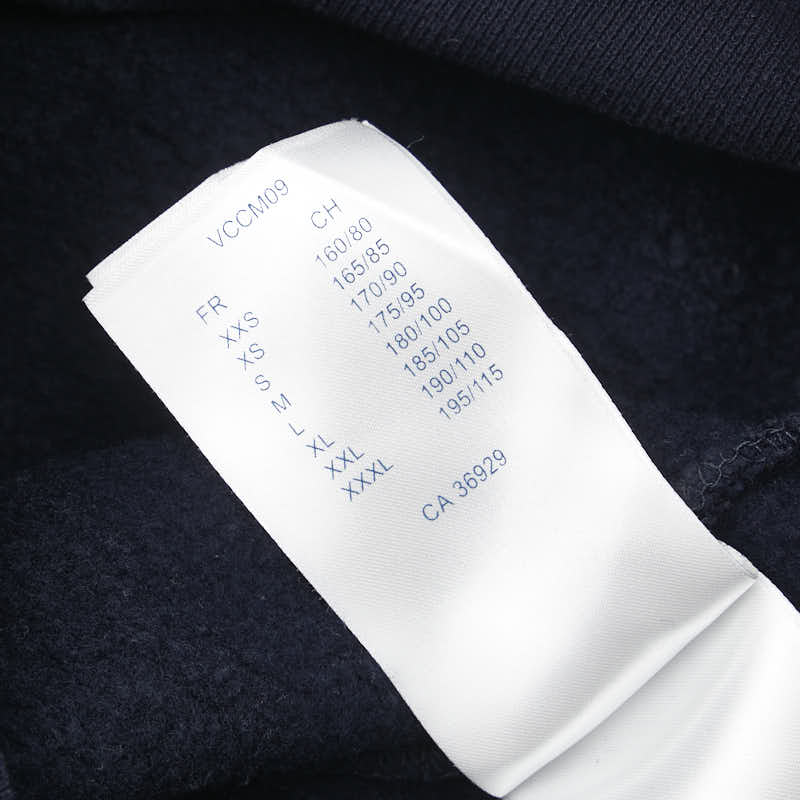 VCCM09
FR CH
XXS 160/80
XS 165/85
S 170/90
M 175/95
L 180/100
XL 185/105
XXL 190/110
XXXL 195/115
CA 36929